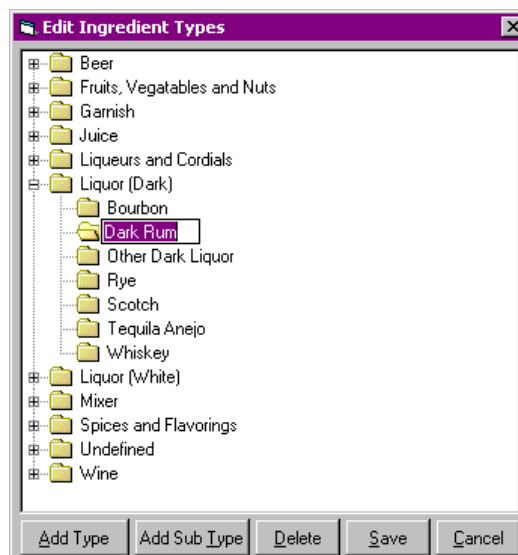 Edit Ingredient Types
Beer
Fruits, Vegatables and Nuts
Garnish
Juice
Liqueurs and Cordials
Liquor (Dark)
Bourbon
Dark Rum
Other Dark Liquor
Rye
Scotch
Tequila Anejo
Whiskey
Liquor (White)
Mixer
Spices and Flavorings
Undefined
Wine
Add Type Add Sub Type Delete Save Cancel